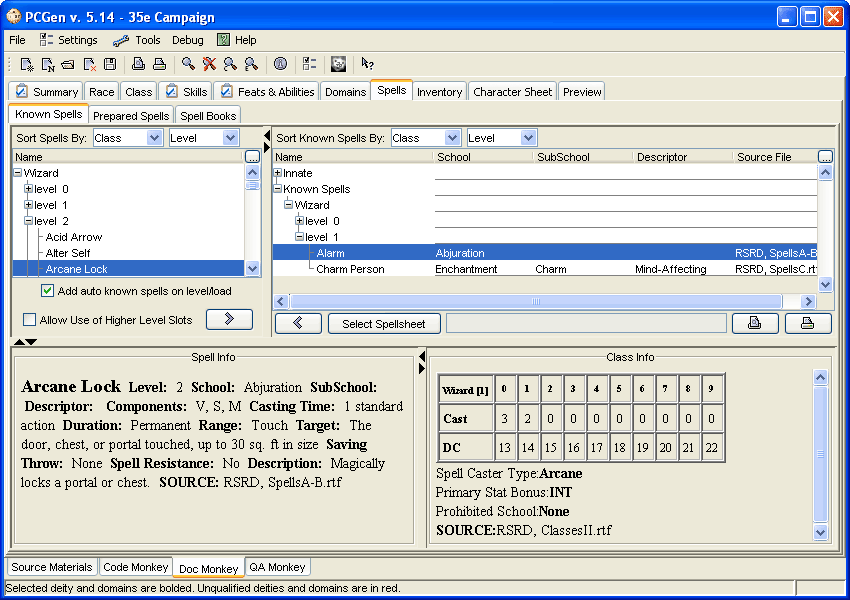 PCGen v. 5.14 - 35e Campaign
File Settings Tools Debug Help
Summary Race Class Skills Feats & Abilities Domains Spells Inventory Character Sheet Preview
Known Spells Prepared Spells Spell Books
Sort Spells By: Class Level
Name ...
Wizard
level 0
level 1
level 2
Acid Arrow
Alter Self
Arcane Lock
Add auto known spells on level/load
Allow Use of Higher Level Slots
Sort Known Spells By: Class Level
Name School SubSchool Descriptor Source File ...
Innate
Known Spells
Wizard
level 0
level 1
Alarm Abjuration RSRD, SpellsA-B
Charm Person Enchantment Charm Mind-Affecting RSRD, SpellsC.rt
Select Spellsheet
Spell Info
Arcane Lock Level: 2 School: Abjuration SubSchool:
Descriptor: Components: V, S, M Casting Time: 1 standard
action Duration: Permanent Range: Touch Target: The
door, chest, or portal touched, up to 30 sq. ft in size Saving
Throw: None Spell Resistance: No Description: Magically
locks a portal or chest. SOURCE: RSRD, SpellsA-B.rtf
Class Info
Wizard [1] 0 1 2 3 4 5 6 7 8 9
Cast 3 2 0 0 0 0 0 0 0 0
DC 13 14 15 16 17 18 19 20 21 22
Spell Caster Type:Arcane
Primary Stat Bonus:INT
Prohibited School:None
SOURCE:RSRD, ClassesII.rtf
Source Materials Code Monkey Doc Monkey QA Monkey
Selected deity and domains are bolded. Unqualified deities and domains are in red.